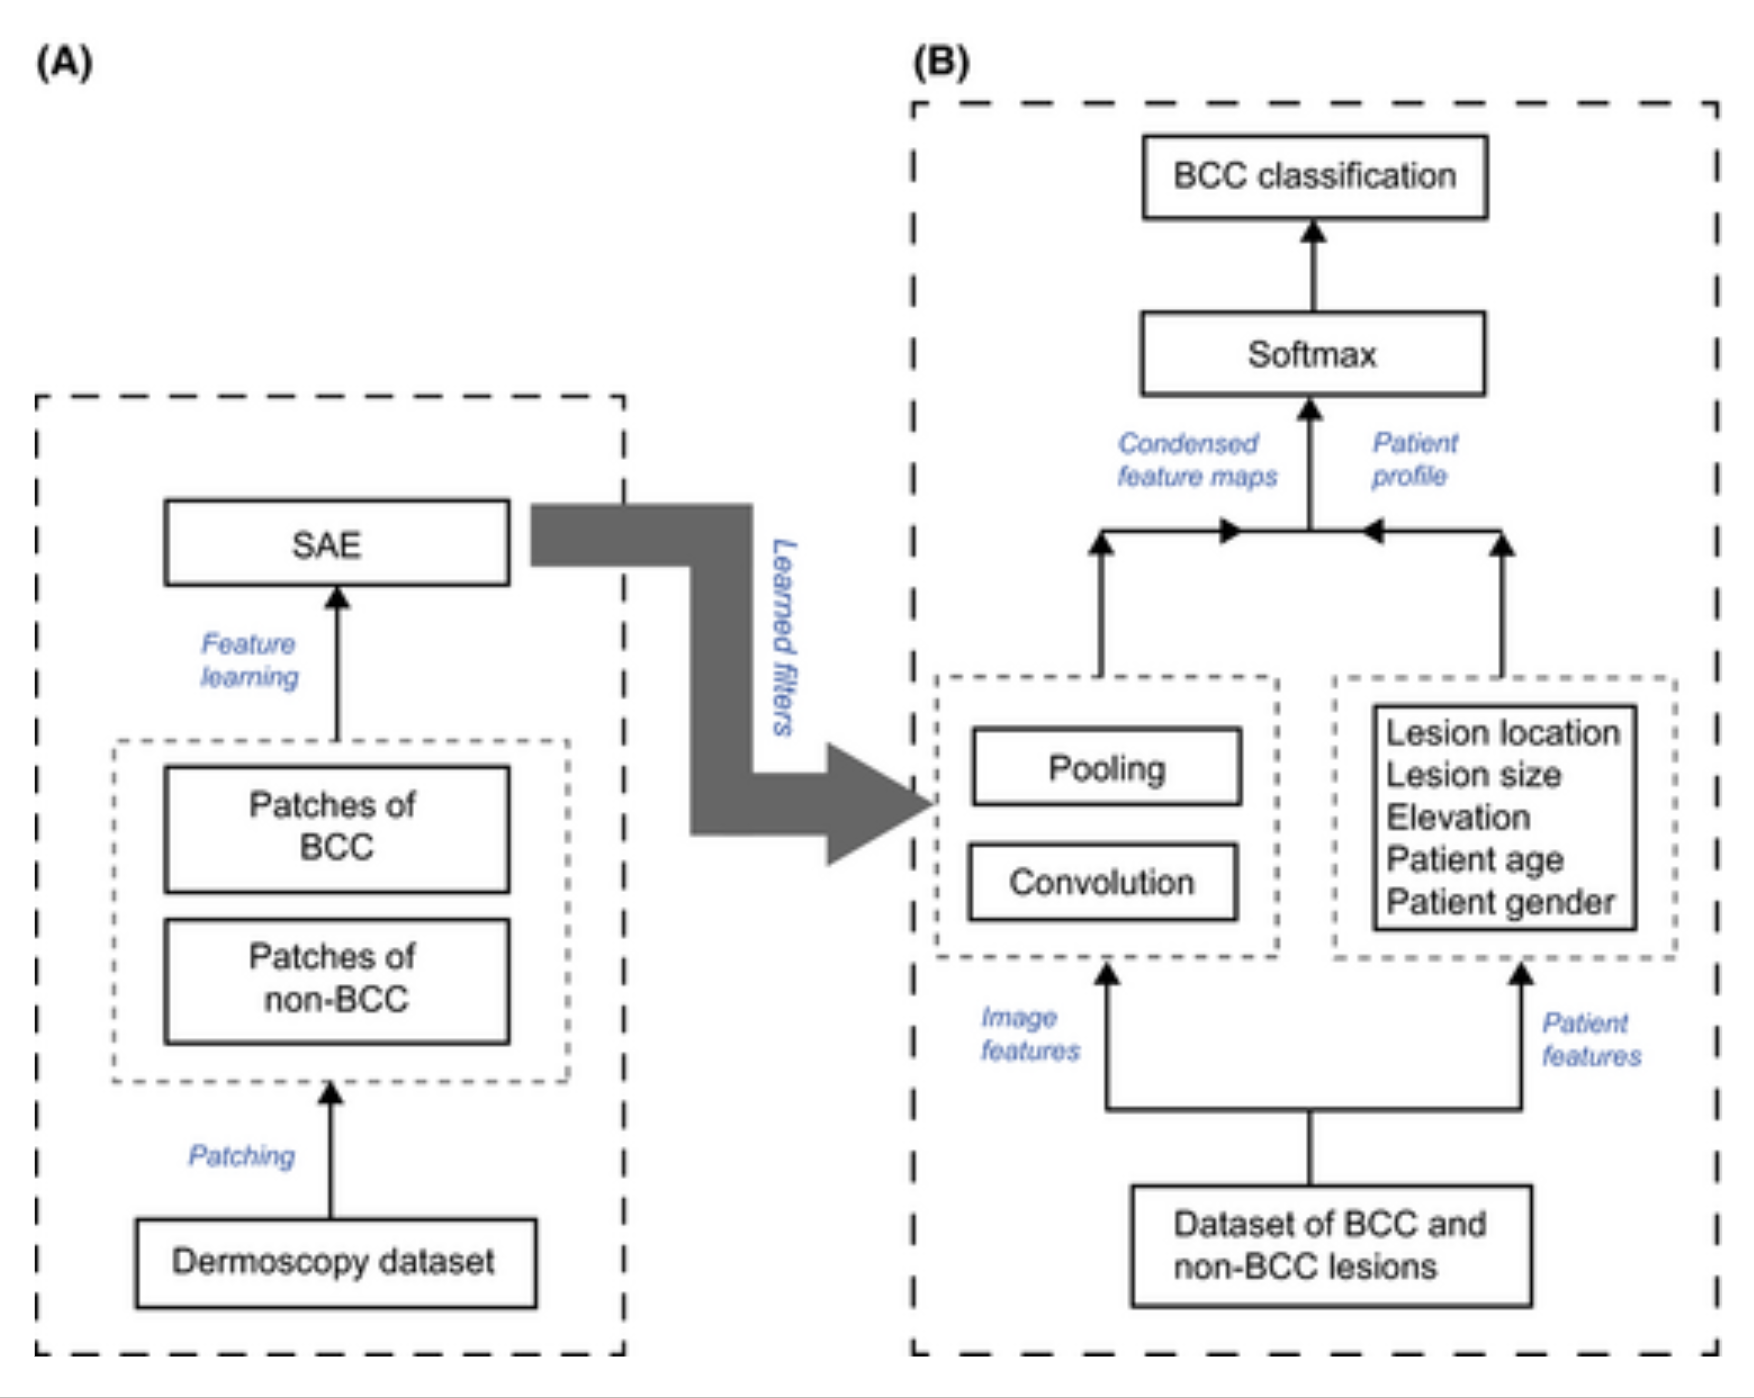 (A)
SAE
Feature
learning
Patches of
BCC
Patches of
non-BCC
Patching
Dermoscopy dataset
Learned filters
(B)
BCC classification
Softmax
Condensed
feature maps
Patient
profile
Pooling
Convolution
Lesion location
Lesion size
Elevation
Patient age
Patient gender
Image
features
Patient
features
Dataset of BCC and
non-BCC lesions